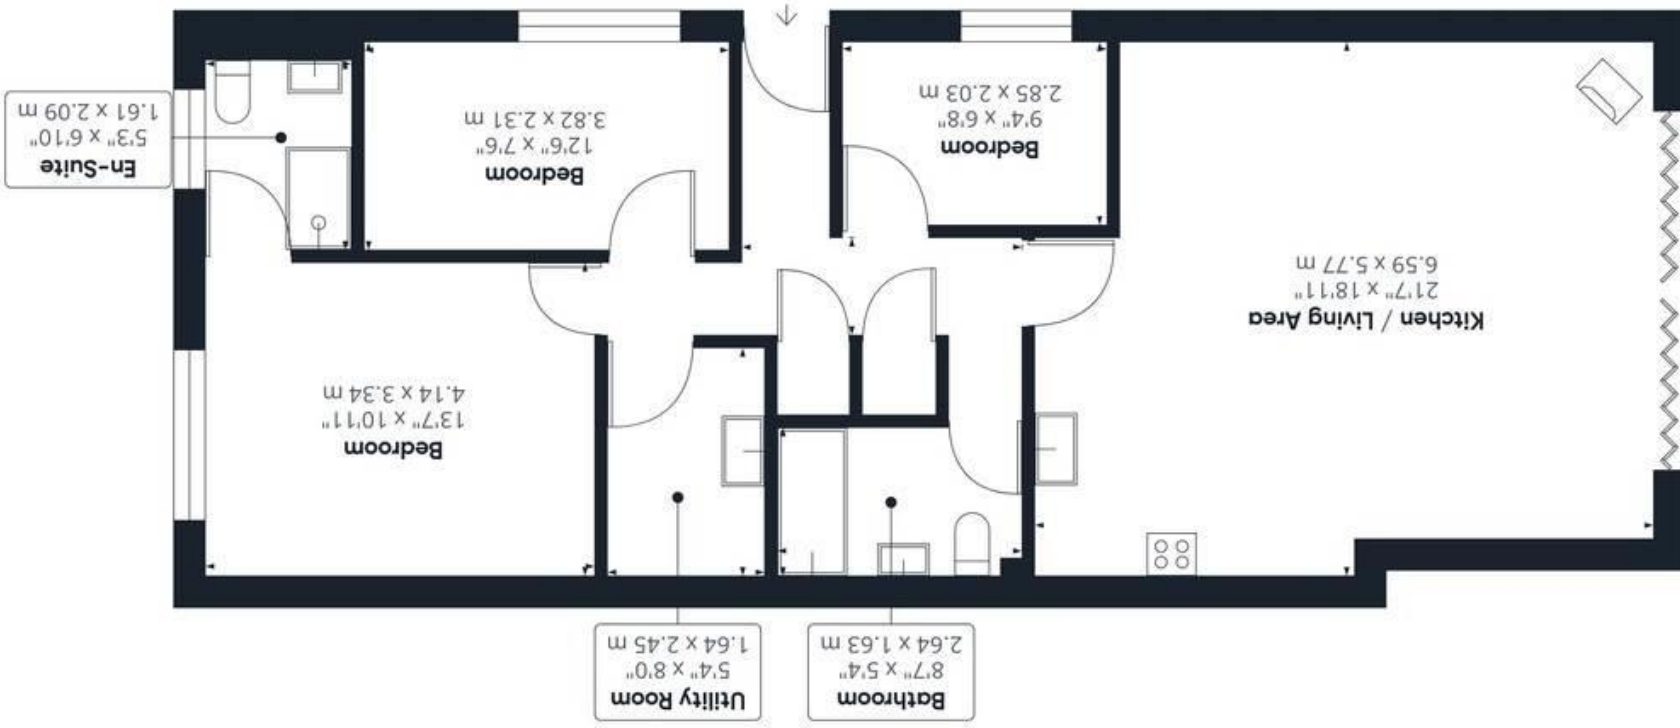 Bathroom
8'7" x 5'4"
2.64 x 1.63 m
Utility Room
5'4" x 8'0"
1.64 x 2.45 m
Bedroom
13'7" x 10'11"
4.14 x 3.34 m
Kitchen / Living Area
21'7" x 18'11"
6.59 x 5.77 m
Bedroom
9'4" x 6'8"
2.85 x 2.03 m
Bedroom
12'6" x 7'6"
3.82 x 2.31 m
En-Suite
5'3" x 6'10"
1.61 x 2.09 m